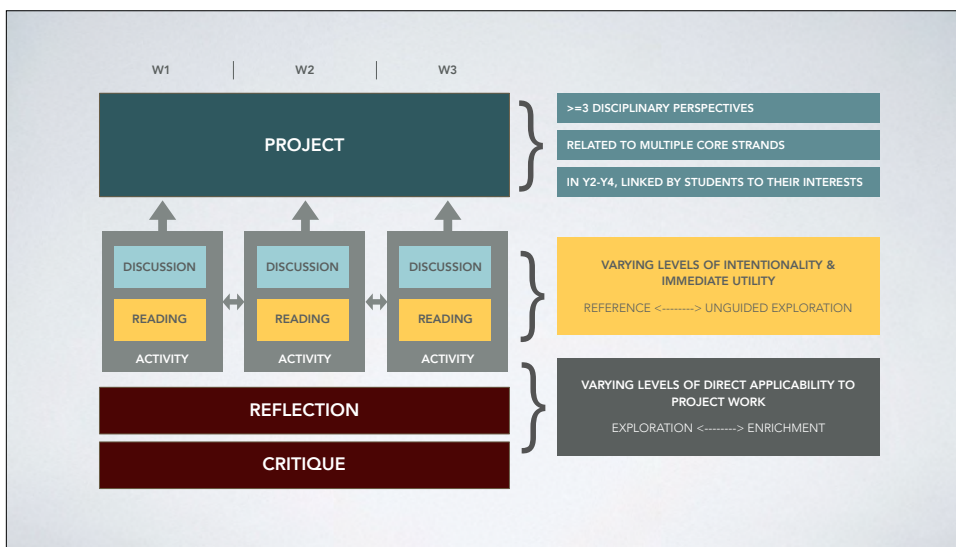 W1 | W2 | W3
PROJECT
>=3 DISCIPLINARY PERSPECTIVES
RELATED TO MULTIPLE CORE STRANDS
IN Y2-Y4, LINKED BY STUDENTS TO THEIR INTERESTS
DISCUSSION DISCUSSION DISCUSSION
READING READING READING
ACTIVITY ACTIVITY ACTIVITY
VARYING LEVELS OF INTENTIONALITY &
IMMEDIATE UTILITY
REFERENCE <--------> UNGUIDED EXPLORATION
REFLECTION
CRITIQUE
VARYING LEVELS OF DIRECT APPLICABILITY TO
PROJECT WORK
EXPLORATION <--------> ENRICHMENT